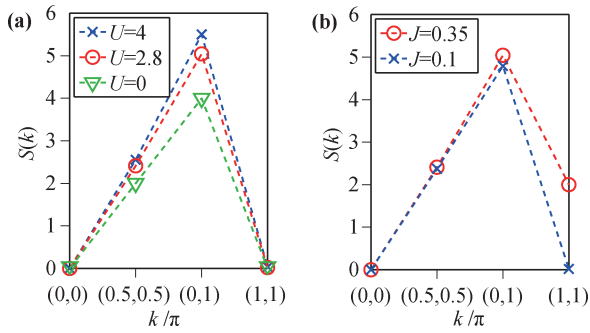 (a)
6
5
4
3
2
1
0
S(k)
U=4
U=2.8
U=0
(0,0) (0.5,0.5) (0,1) (1,1)
k /π
(b)
6
5
4
3
2
1
0
S(k)
J=0.35
J=0.1
(0,0) (0.5,0.5) (0,1) (1,1)
k /π